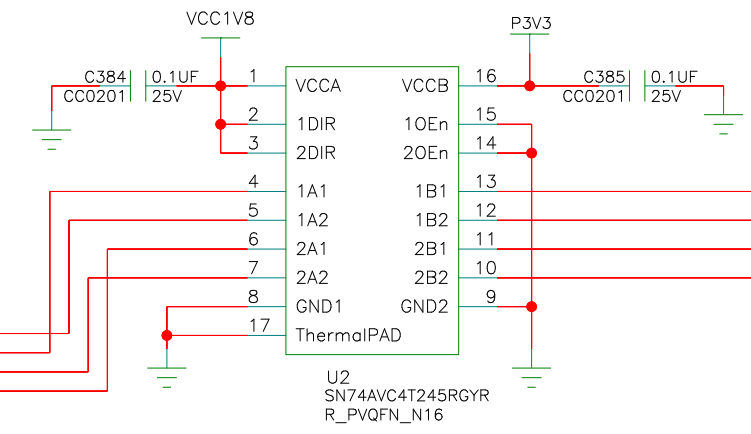 VCC1V8
P3V3
C384 0.1UF
CC0201 25V
C385 0.1UF
CC0201 25V
1 VCCA VCCB 16
2 1DIR 1OEn 15
3 2DIR 2OEn 14
4 1A1 1B1 13
5 1A2 1B2 12
6 2A1 2B1 11
7 2A2 2B2 10
8 GND1 GND2 9
17 ThermalPAD
U2
SN74AVC4T245RGYR
R_PVQFN_N16